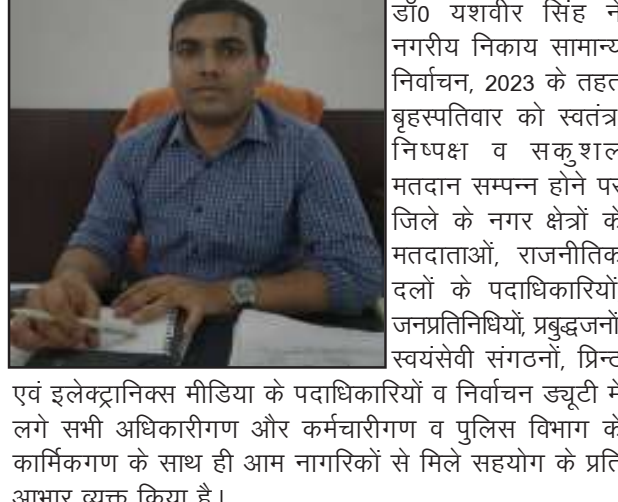 डॉ0 यशवीर सिंह ने
नगरीय निकाय सामान्य
निर्वाचन, 2023 के तहत
बृहस्पतिवार को स्वतंत्र
निष्पक्ष व सकुशल
मतदान सम्पन्न होने पर
जिले के नगर क्षेत्रों के
मतदाताओं, राजनीतिक
दलों के पदाधिकारियों
जनप्रतिनिधियों, प्रबुद्धजनों
स्वयंसेवी संगठनों, प्रिन्ट
एवं इलेक्ट्रानिक्स मीडिया के पदाधिकारियों व निर्वाचन ड्यूटी में
लगे सभी अधिकारीगण और कर्मचारीगण व पुलिस विभाग के
कार्मिकगण के साथ ही आम नागरिकों से मिले सहयोग के प्रति
आभार व्यक्त किया है।